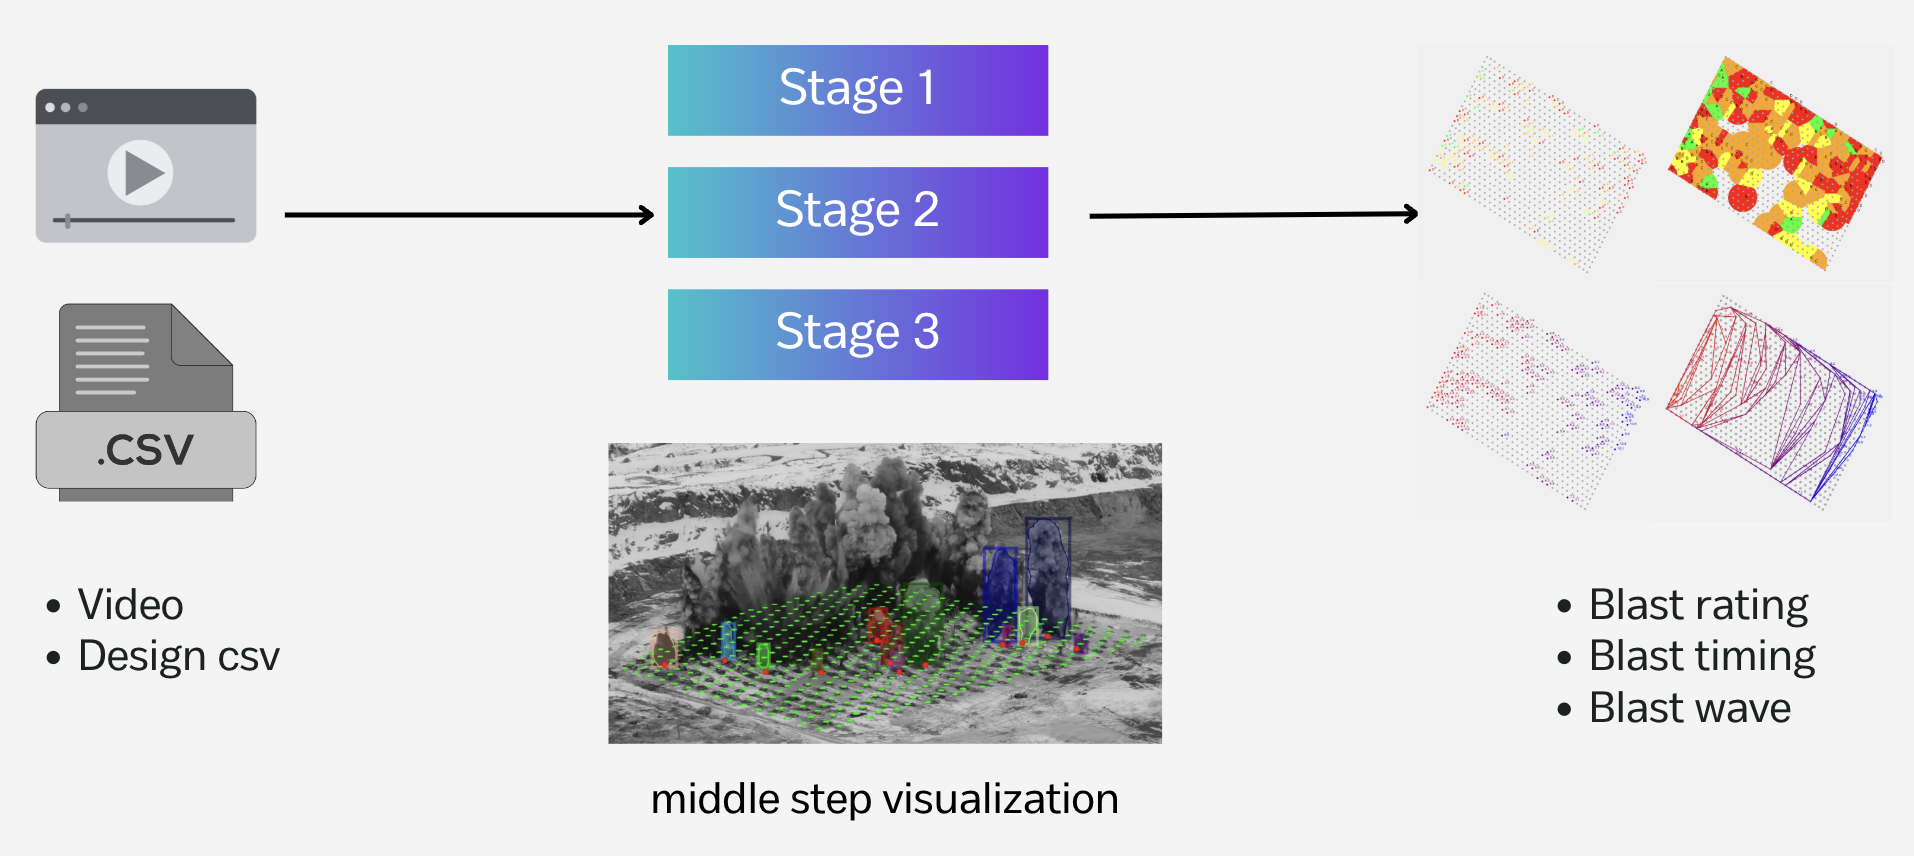 .CSV
• Video
• Design csv
Stage 1
Stage 2
Stage 3
middle step visualization
• Blast rating
• Blast timing
• Blast wave